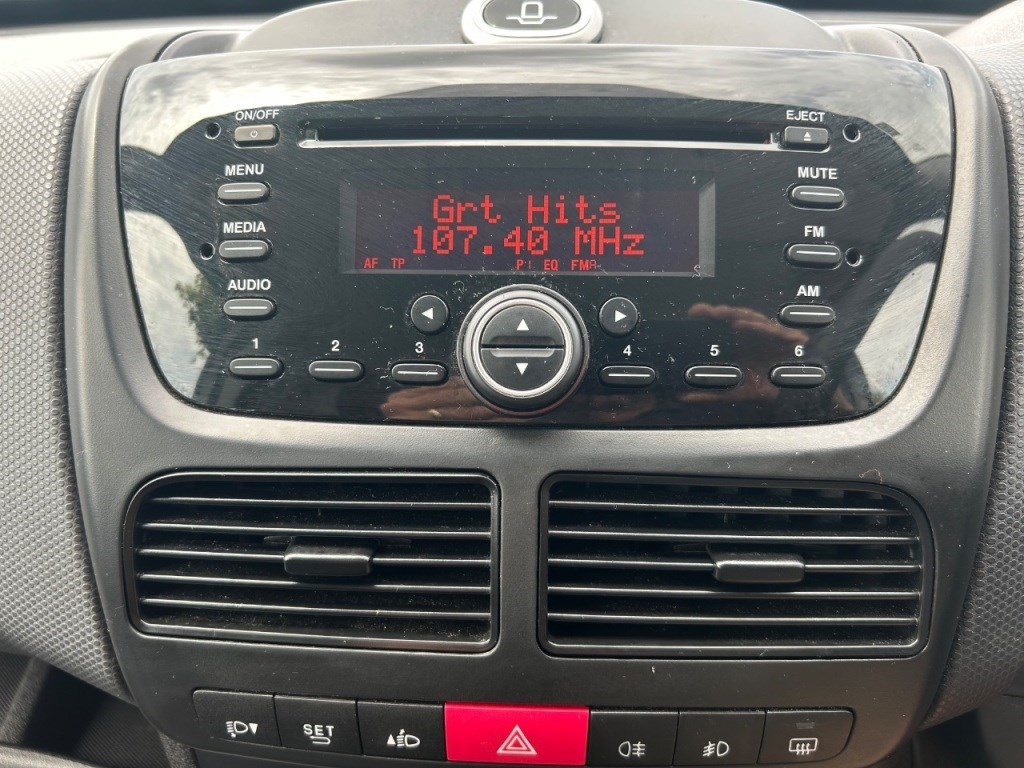 ON/OFF
EJECT
MENU
MUTE
Grt Hits
MEDIA
107.40 MHz
FM
AF TP EQ
AUDIO
AM
1 2 3 4 5 6
SET